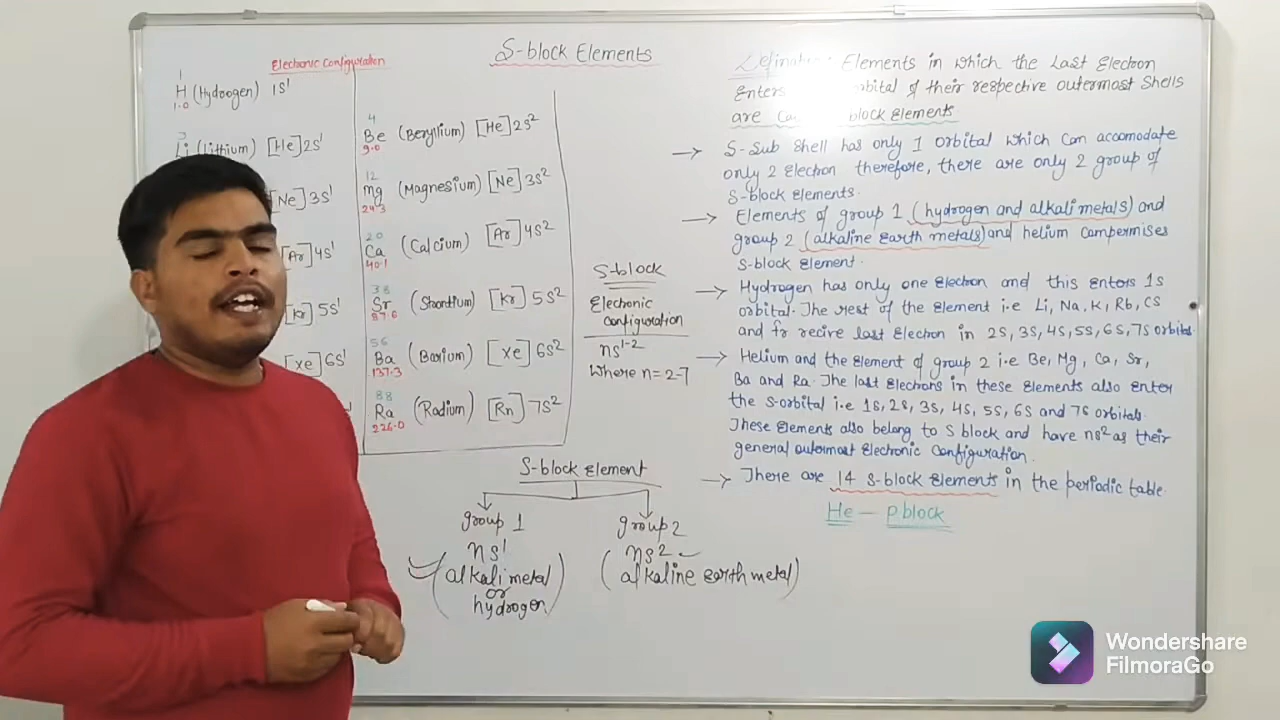 S-block Elements
Electronic Configuration
1
H (Hydrogen) 1S¹
1.0
3
Li (Lithium) [He]2S¹
[Ne]3S¹
[Ar]4S¹
[Kr]5S¹
[Xe]6S¹
4
Be (Beryllium) [He]2S²
9.0
12
Mg (Magnesium) [Ne]3S²
24.3
20
Ca (Calcium) [Ar]4S²
40.1
38
Sr (Strontium) [Kr]5S²
87.6
56
Ba (Barium) [Xe]6S²
137.3
88
Ra (Radium) [Rn]7S²
226.0
S-block
Electronic
Configuration
ns¹⁻²
Where n=2-7
S-block Element
group 1
ns¹
(alkali metal
or
hydrogen)
group 2
ns2
(alkaline earth metal)
Elements in which the Last Electron
Enters orbital of their respective outermost Shells
are block Elements
→ S-Sub Shell has only 1 orbital which can accomodate
only 2 Electron therefore, there are only 2 group of
S-block Elements.
→ Elements of group 1 (hydrogen and alkali metals) and
group 2 (alkaline earth metals) and helium campermises
S-block Element.
→ Hydrogen has only one Electron and this enters 1s
orbital. The rest of the Element i.e Li, Na, K, Rb, CS
and fr recive last Electron in 2S, 3S, 4S, 5S, 6S, 7S orbital.
→ Helium and the Element of group 2 i.e Be, Mg, Ca, Sr,
Ba and Ra. The last Electrons in these Elements also enter
the s-orbital i.e 1S, 2S, 3S, 4S, 5S, 6S and 7S orbitals.
These Elements also belong to S block and have ns² as their
general outermost Electronic Configuration.
→ There are 14 S-block Elements in the periodic table.
He - P block
Wondershare
FilmoraGo